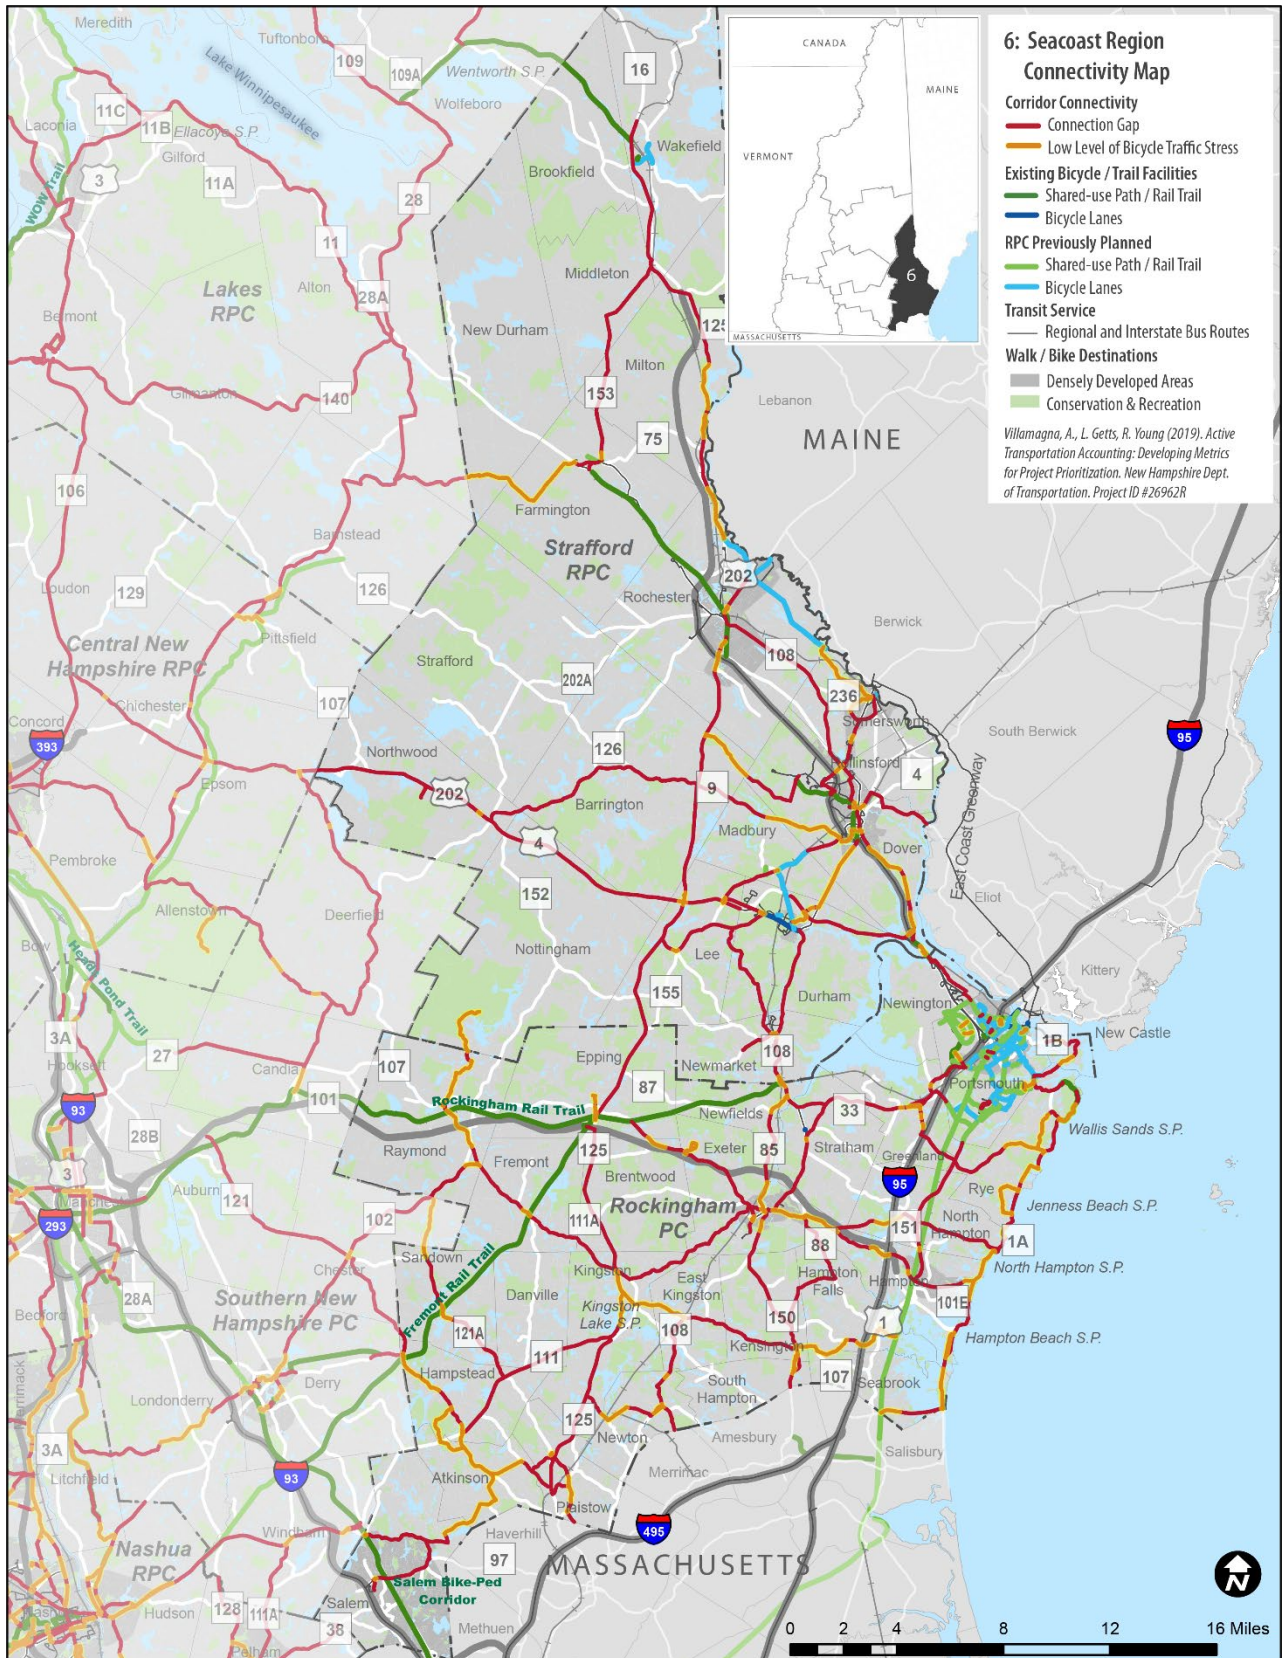 Meredith
Tuftonboro
109
109A
Wentworth S.P.
16
Lake Winnipesaukee
Wolfeboro
11C
11B
Ellacoya S.P.
Laconia
Gilford
3
11A
WOW Trail
28
Wakefield
Brookfield
11
Middleton
Lakes
RPC
Alton
28A
Belmont
New Durham
125
Milton
Lebanon
140
153
Gilmanton
75
MAINE
106
Farmington
Barnstead
Strafford
RPC
202
Rochester
Loudon
129
126
Berwick
Pittsfield
Central New
Hampshire RPC
Strafford
108
202A
236
Somersworth
Chichester
107
Concord
393
Northwood
126
South Berwick
95
Rollinsford
4
Epsom
202
9
Barrington
East Coast Greenway
Madbury
4
Dover
Pembroke
152
Eliot
Allenstown
Deerfield
Bow
Nottingham
Lee
Head's Pond Trail
155
Durham
Newington
Kittery
3A
27
Hooksett
107
Epping
108
1B
New Castle
Candia
Newmarket
87
Portsmouth
93
101
Rockingham Rail Trail
Newfields
33
28B
Wallis Sands S.P.
3
Raymond
125
Fremont
Exeter
85
Stratham
Greenland
Manchester
Auburn
121
Brentwood
95
Rye
Jenness Beach S.P.
293
102
111A
Rockingham
PC
151
North
Hampton
1A
Sandown
88
North Hampton S.P.
Chester
Kingston
East
Kingston
Hampton
Falls
Hampton
28A
Southern New
Hampshire PC
Danville
Fremont Rail Trail
Kingston
Lake S.P.
101E
Bedford
121A
108
150
1
Hampton Beach S.P.
111
Kensington
Derry
Hampstead
South
Hampton
107
Seabrook
Londonderry
Merrimack
125
Newton
Amesbury
3A
Salisbury
Litchfield
93
Atkinson
Merrimac
Plaistow
495
Windham
Haverhill
Nashua
RPC
97
MASSACHUSETTS
Salem Bike-Ped
Corridor
Salem
Nashua
Hudson
128
111A
38
Methuen
Pelham
CANADA
MAINE
VERMONT
6
MASSACHUSETTS
6: Seacoast Region
Connectivity Map
Corridor Connectivity
Connection Gap
Low Level of Bicycle Traffic Stress
Existing Bicycle / Trail Facilities
Shared-use Path / Rail Trail
Bicycle Lanes
RPC Previously Planned
Shared-use Path / Rail Trail
Bicycle Lanes
Transit Service
Regional and Interstate Bus Routes
Walk / Bike Destinations
Densely Developed Areas
Conservation & Recreation
Villamagna, A., L. Getts, R. Young (2019). Active
Transportation Accounting: Developing Metrics
for Project Prioritization. New Hampshire Dept.
of Transportation. Project ID #26962R
N
0 2 4 8 12 16 Miles